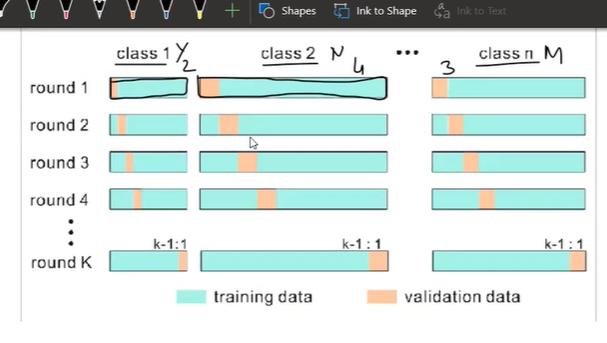 Shapes Ink to Shape Ink to Text
class 1 Y 2 class 2 N 4 ... 3 class n M
round 1
round 2
round 3
round 4
k-1:1 k-1 : 1 k-1 : 1
round K
training data validation data